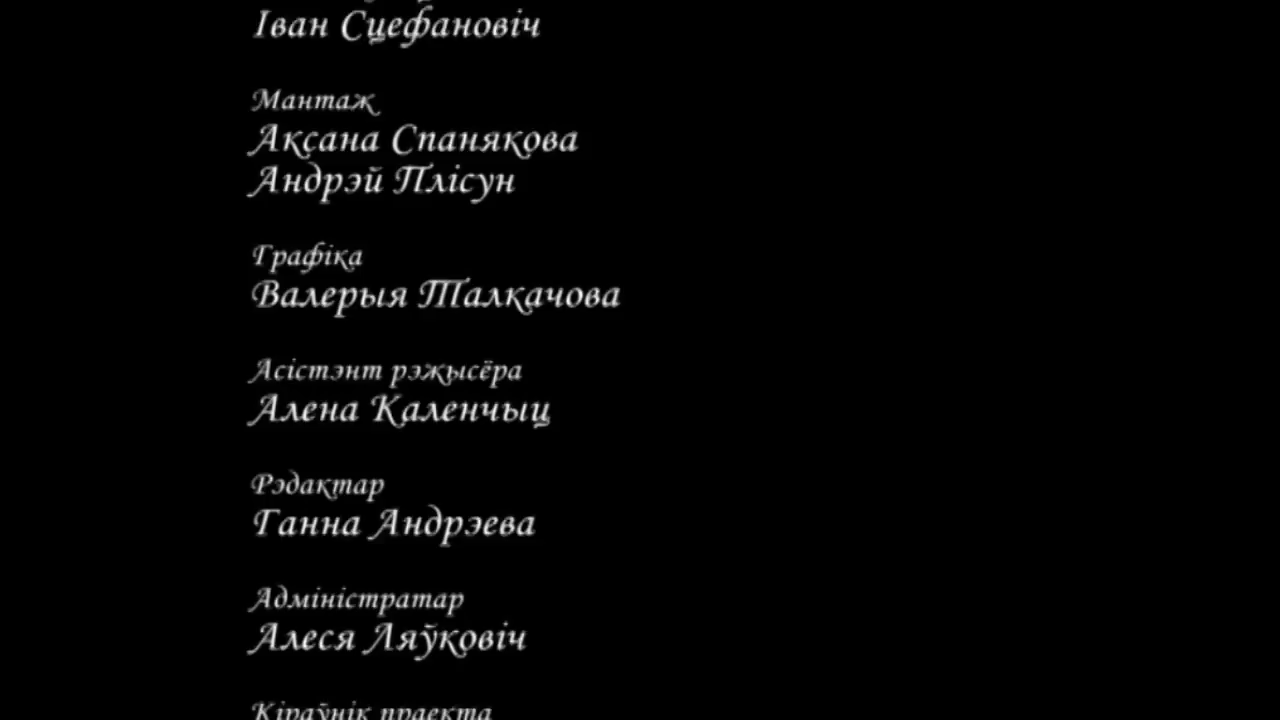 Іван Сцефановіч
Мантаж
Аксана Спанякова
Андрэй Плісун
Графіка
Валерыя Талкачова
Асістэнт рэжысёра
Алена Каленчыц
Рэдактар
Ганна Андрэева
Адміністратар
Алеся Ляўковіч
Кіраўнік праекта